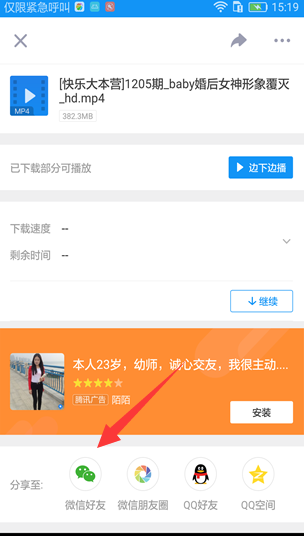 仅限紧急呼叫 15:19
[快乐大本营]1205期_baby婚后女神形象覆灭
_hd.mp4
MP4
382.3MB
已下载部分可播放 边下边播
下载速度 --
剩余时间 --
继续
本人23岁，幼师，诚心交友，我很主动....
腾讯广告 陌陌
安装
分享至:
微信好友 微信朋友圈 QQ好友 QQ空间